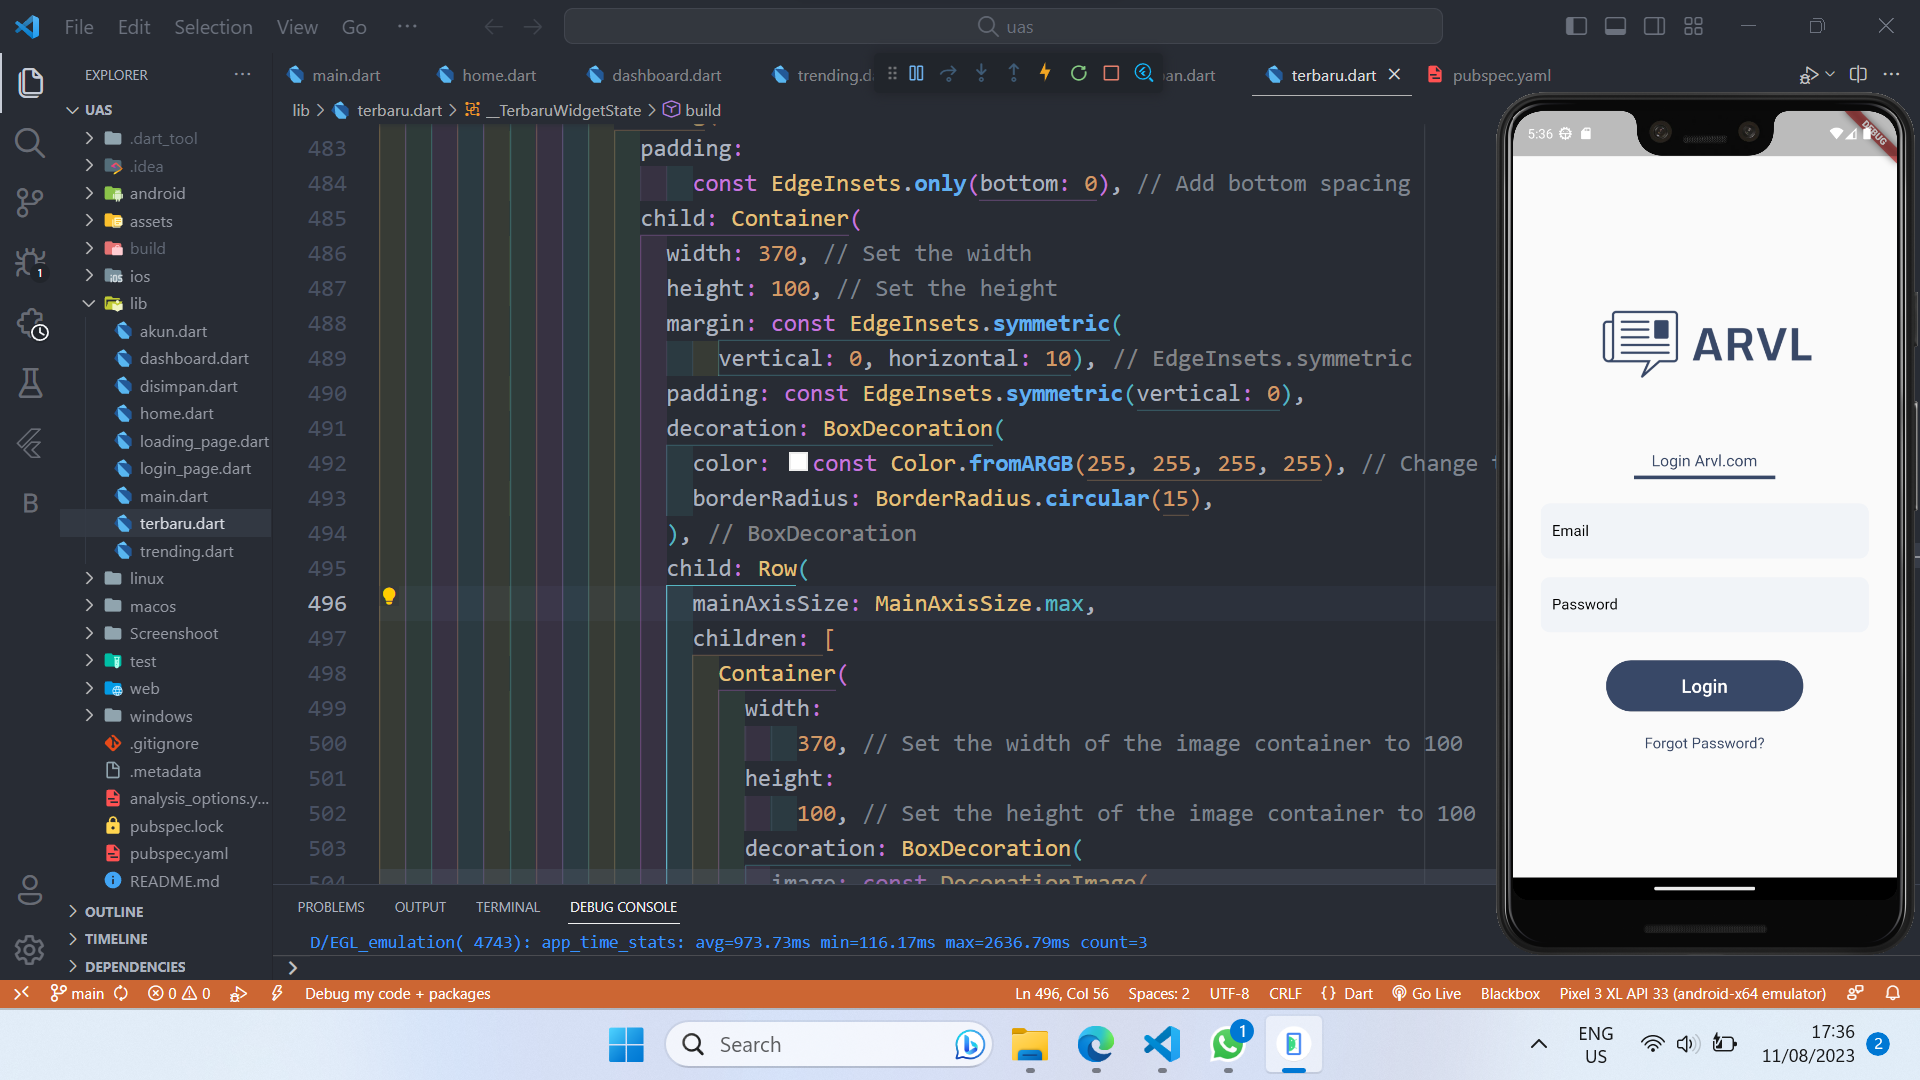 File Edit Selection View Go ··· uas
EXPLORER ···
main.dart home.dart dashboard.dart trending.da an.dart terbaru.dart pubspec.yaml
lib > terbaru.dart > __TerbaruWidgetState > build
UAS
.dart_tool
.idea
android
assets
build
ios
lib
akun.dart
dashboard.dart
disimpan.dart
home.dart
loading_page.dart
login_page.dart
main.dart
terbaru.dart
trending.dart
linux
macos
Screenshoot
test
web
windows
.gitignore
.metadata
analysis_options.y...
pubspec.lock
pubspec.yaml
README.md
OUTLINE
TIMELINE
DEPENDENCIES
1
B
483 padding:
484 const EdgeInsets.only(bottom: 0), // Add bottom spacing
485 child: Container(
486 width: 370, // Set the width
487 height: 100, // Set the height
488 margin: const EdgeInsets.symmetric(
489 vertical: 0, horizontal: 10), // EdgeInsets.symmetric
490 padding: const EdgeInsets.symmetric(vertical: 0),
491 decoration: BoxDecoration(
492 color: const Color.fromARGB(255, 255, 255, 255), // Change
493 borderRadius: BorderRadius.circular(15),
494 ), // BoxDecoration
495 child: Row(
496 mainAxisSize: MainAxisSize.max,
497 children: [
498 Container(
499 width:
500 370, // Set the width of the image container to 100
501 height:
502 100, // Set the height of the image container to 100
503 decoration: BoxDecoration(
504 image: const DecorationImage(
PROBLEMS OUTPUT TERMINAL DEBUG CONSOLE
D/EGL_emulation( 4743): app_time_stats: avg=973.73ms min=116.17ms max=2636.79ms count=3
>
5:36
DEBUG
ARVL
Login Arvl.com
Email
Password
Login
Forgot Password?
main 0 0 Debug my code + packages Ln 496, Col 56 Spaces: 2 UTF-8 CRLF {} Dart Go Live Blackbox Pixel 3 XL API 33 (android-x64 emulator)
Search
1
ENG
US
17:36
11/08/2023
2